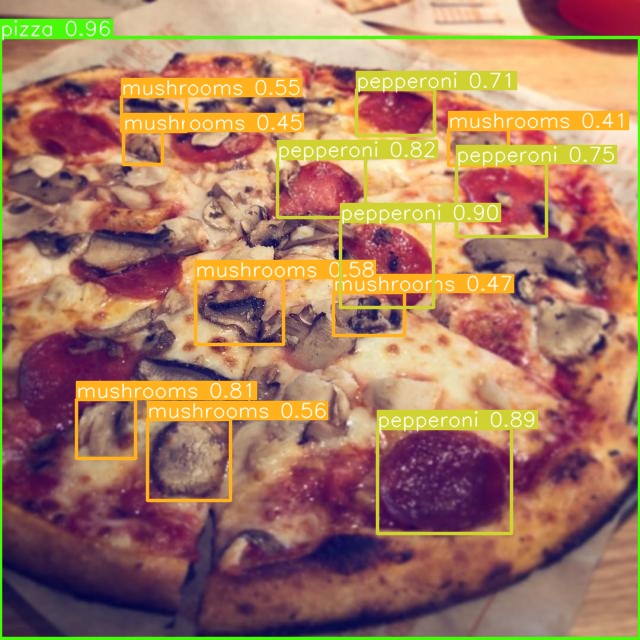 pizza 0.96
mushrooms 0.55
pepperoni 0.71
mushrooms 0.45
mushrooms 0.41
pepperoni 0.82
pepperoni 0.75
pepperoni 0.90
mushrooms 0.58
mushrooms 0.47
mushrooms 0.81
mushrooms 0.56
pepperoni 0.89